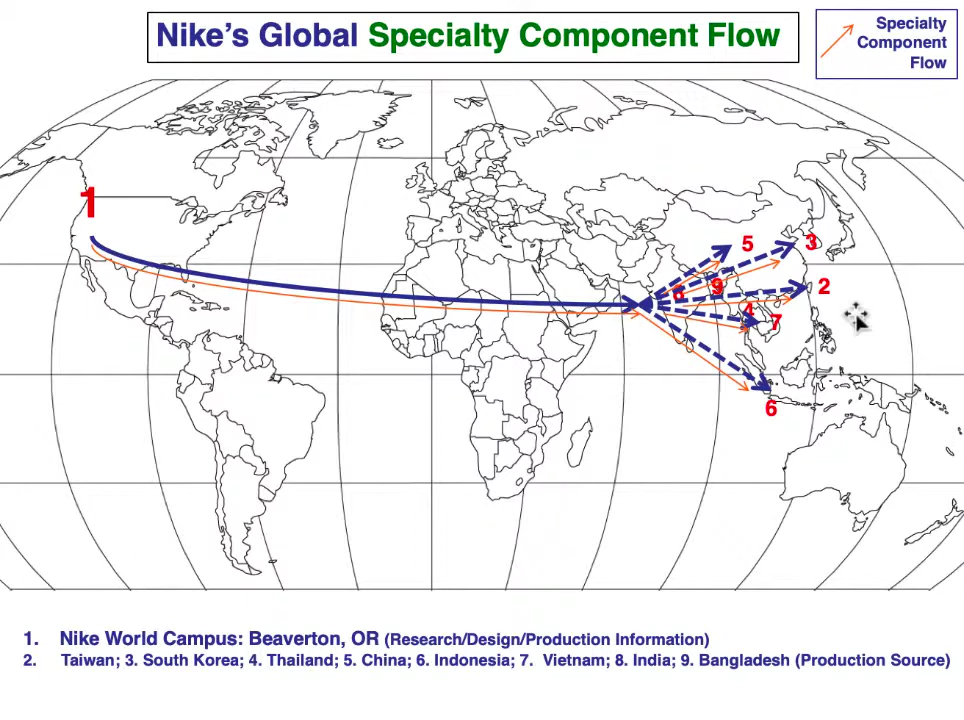 Nike's Global Specialty Component Flow
Specialty
Component
Flow
1
5
3
8
9
2
4
7
6
1. Nike World Campus: Beaverton, OR (Research/Design/Production Information)
2. Taiwan; 3. South Korea; 4. Thailand; 5. China; 6. Indonesia; 7. Vietnam; 8. India; 9. Bangladesh (Production Source)